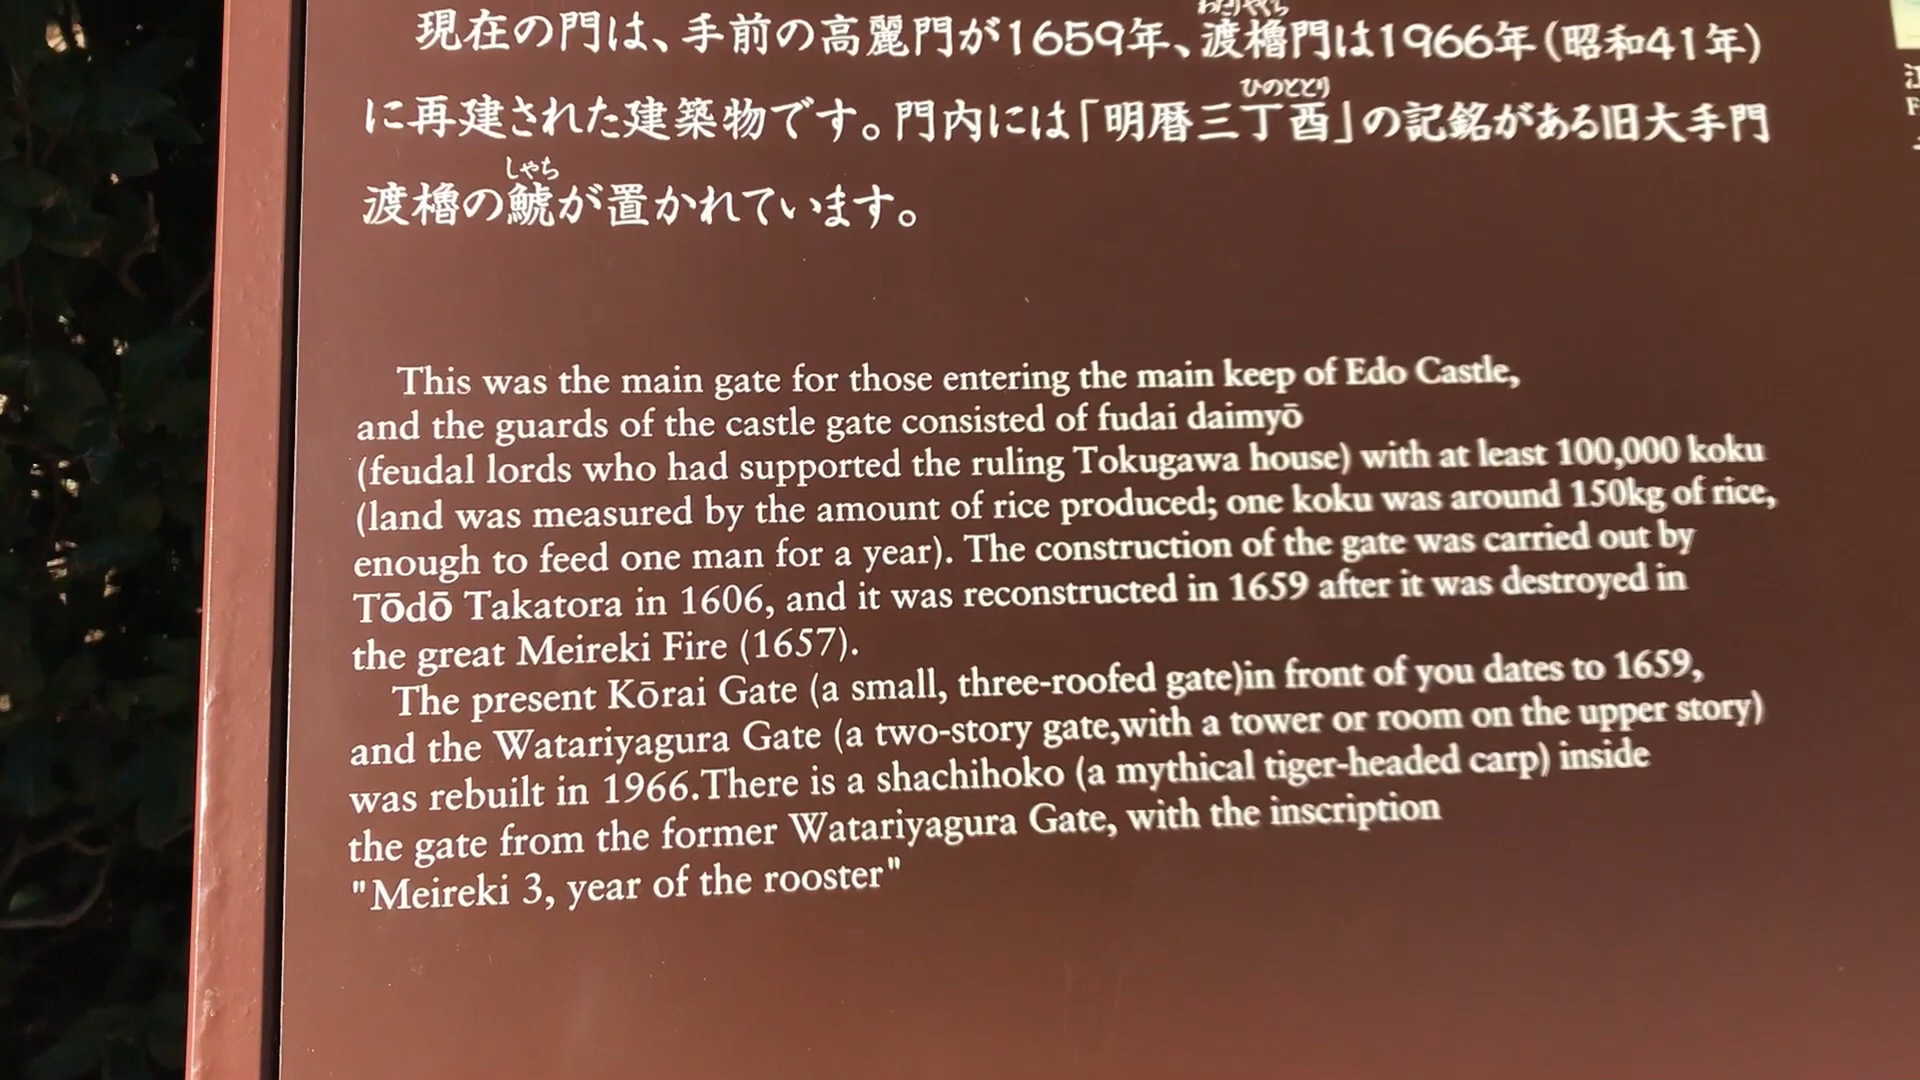 現在の門は、手前の高麗門が1659年、渡櫓門は1966年(昭和41年)
に再建された建築物です。門内には「明暦三丁酉」の記銘がある旧大手門
渡櫓の鯱が置かれています。
This was the main gate for those entering the main keep of Edo Castle,
and the guards of the castle gate consisted of fudai daimyō
(feudal lords who had supported the ruling Tokugawa house) with at least 100,000 koku
(land was measured by the amount of rice produced; one koku was around 150kg of rice,
enough to feed one man for a year). The construction of the gate was carried out by
Tōdō Takatora in 1606, and it was reconstructed in 1659 after it was destroyed in
the great Meireki Fire (1657).
The present Kōrai Gate (a small, three-roofed gate)in front of you dates to 1659,
and the Watariyagura Gate (a two-story gate,with a tower or room on the upper story)
was rebuilt in 1966.There is a shachihoko (a mythical tiger-headed carp) inside
the gate from the former Watariyagura Gate, with the inscription
"Meireki 3, year of the rooster"